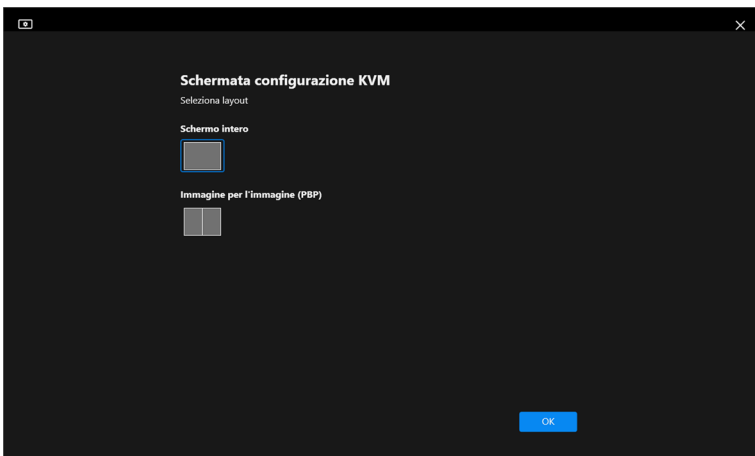 Schermata configurazione KVM
Seleziona layout
Schermo intero
Immagine per l'immagine (PBP)
OK